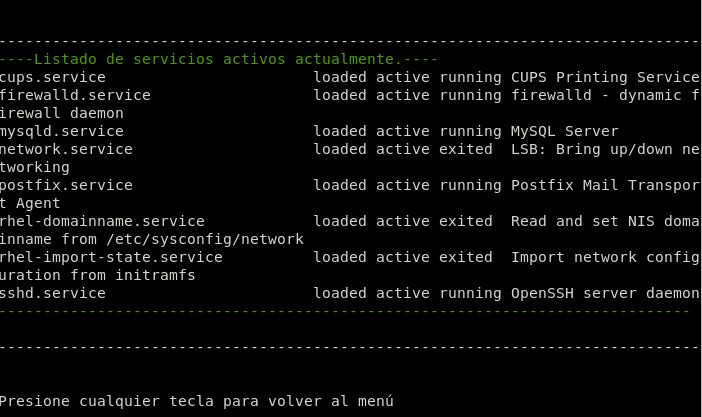 --------------------------------------------------------------------------------
----Listado de servicios activos actualmente.----
cups.service                       loaded active running CUPS Printing Service
firewalld.service                  loaded active running firewalld - dynamic f
irewall daemon
mysqld.service                     loaded active running MySQL Server
network.service                    loaded active exited  LSB: Bring up/down ne
tworking
postfix.service                    loaded active running Postfix Mail Transpor
t Agent
rhel-domainname.service            loaded active exited  Read and set NIS doma
inname from /etc/sysconfig/network
rhel-import-state.service          loaded active exited  Import network config
uration from initramfs
sshd.service                       loaded active running OpenSSH server daemon
-----------------------------------------------------------------------------
--------------------------------------------------------------------------------
Presione cualquier tecla para volver al menú